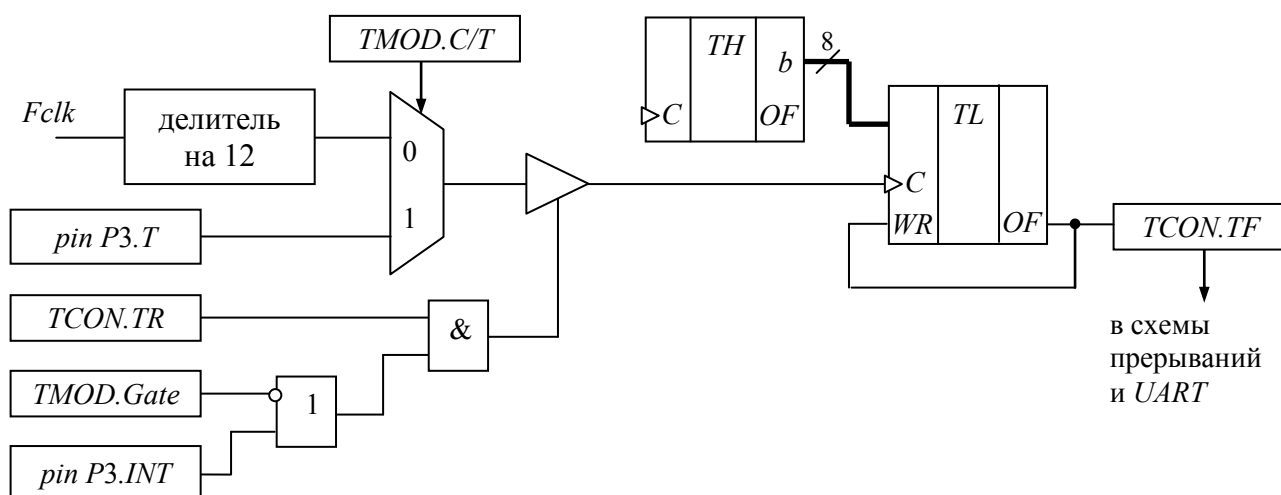 TMOD.C/T
TH
8
b
Fclk
делитель
на 12
C
OF
TL
0
C
1
pin P3.T
WR
OF
TCON.TF
TCON.TR
&
в схемы
прерываний
и UART
TMOD.Gate
1
pin P3.INT